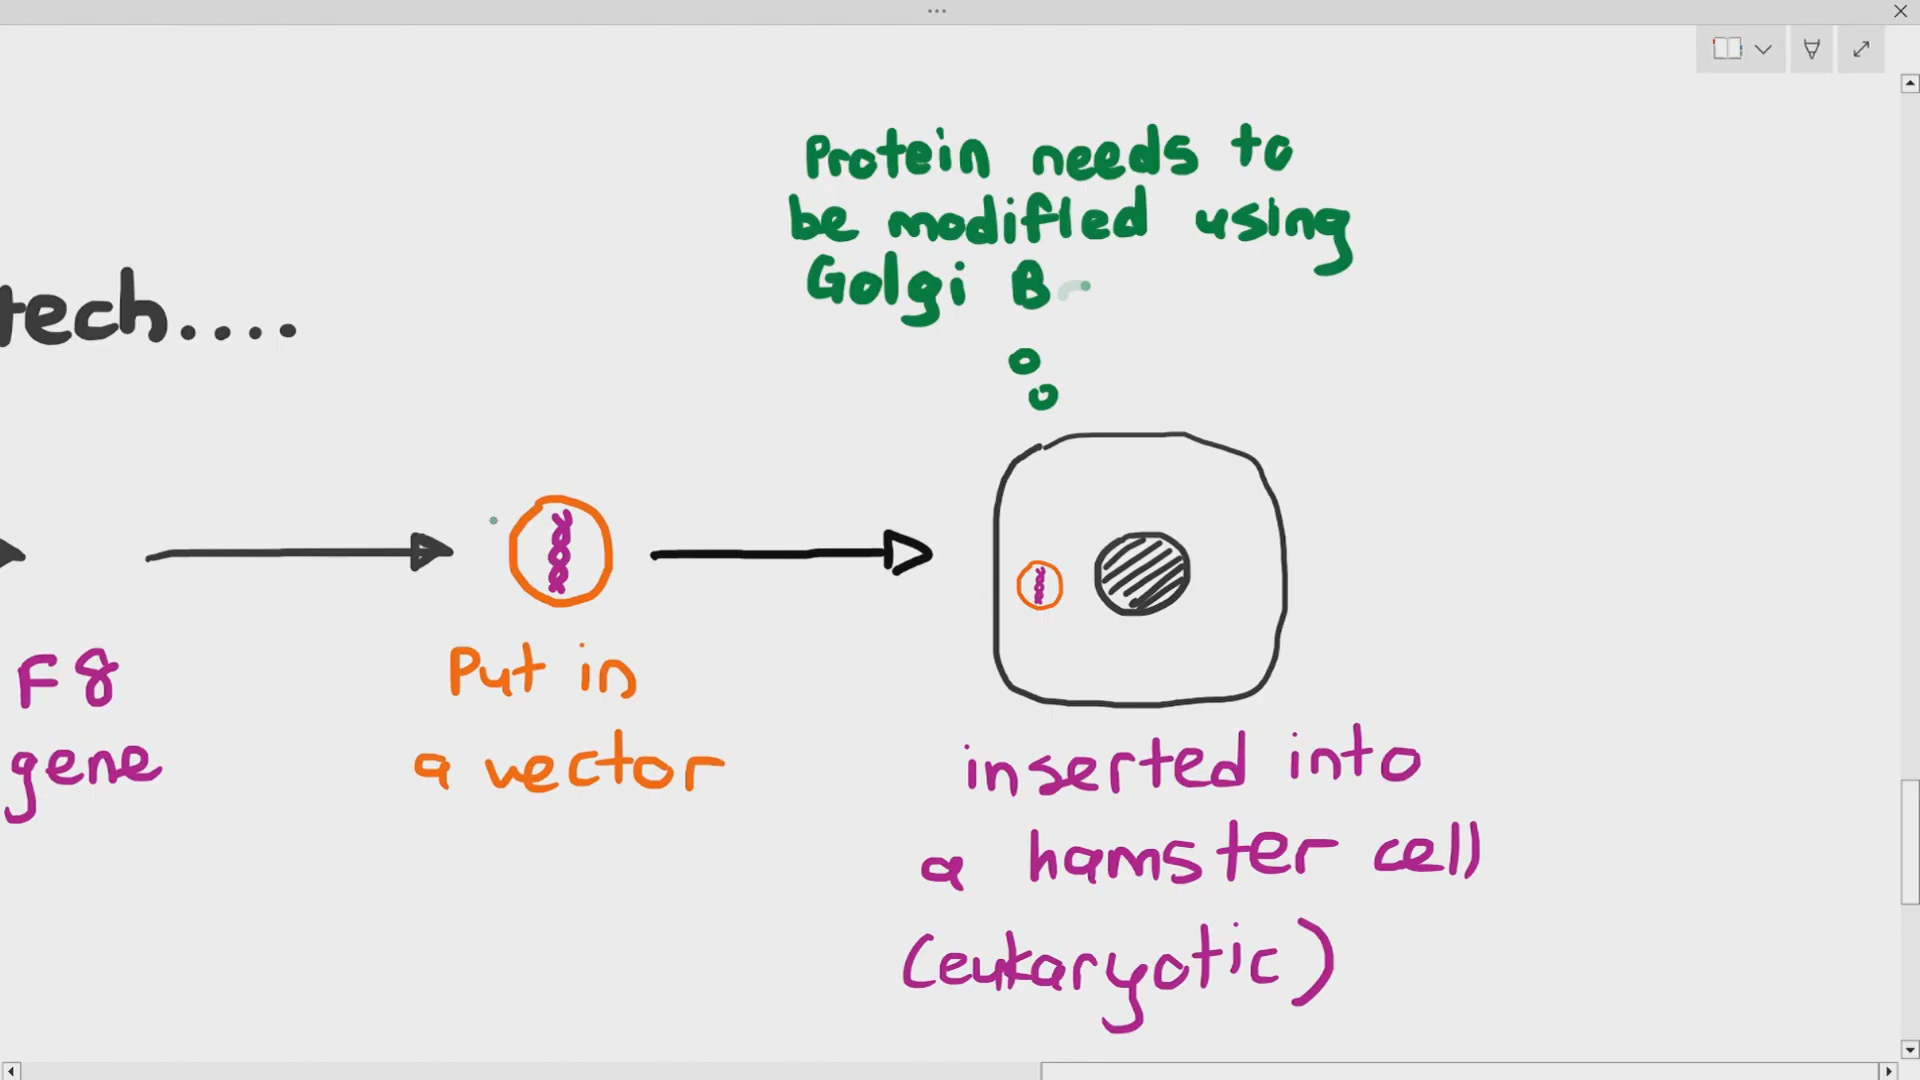 Protein needs to
be modified using
Golgi B
tech....
F8
gene
Put in
a vector
inserted into
a hamster cell
(eukaryotic)